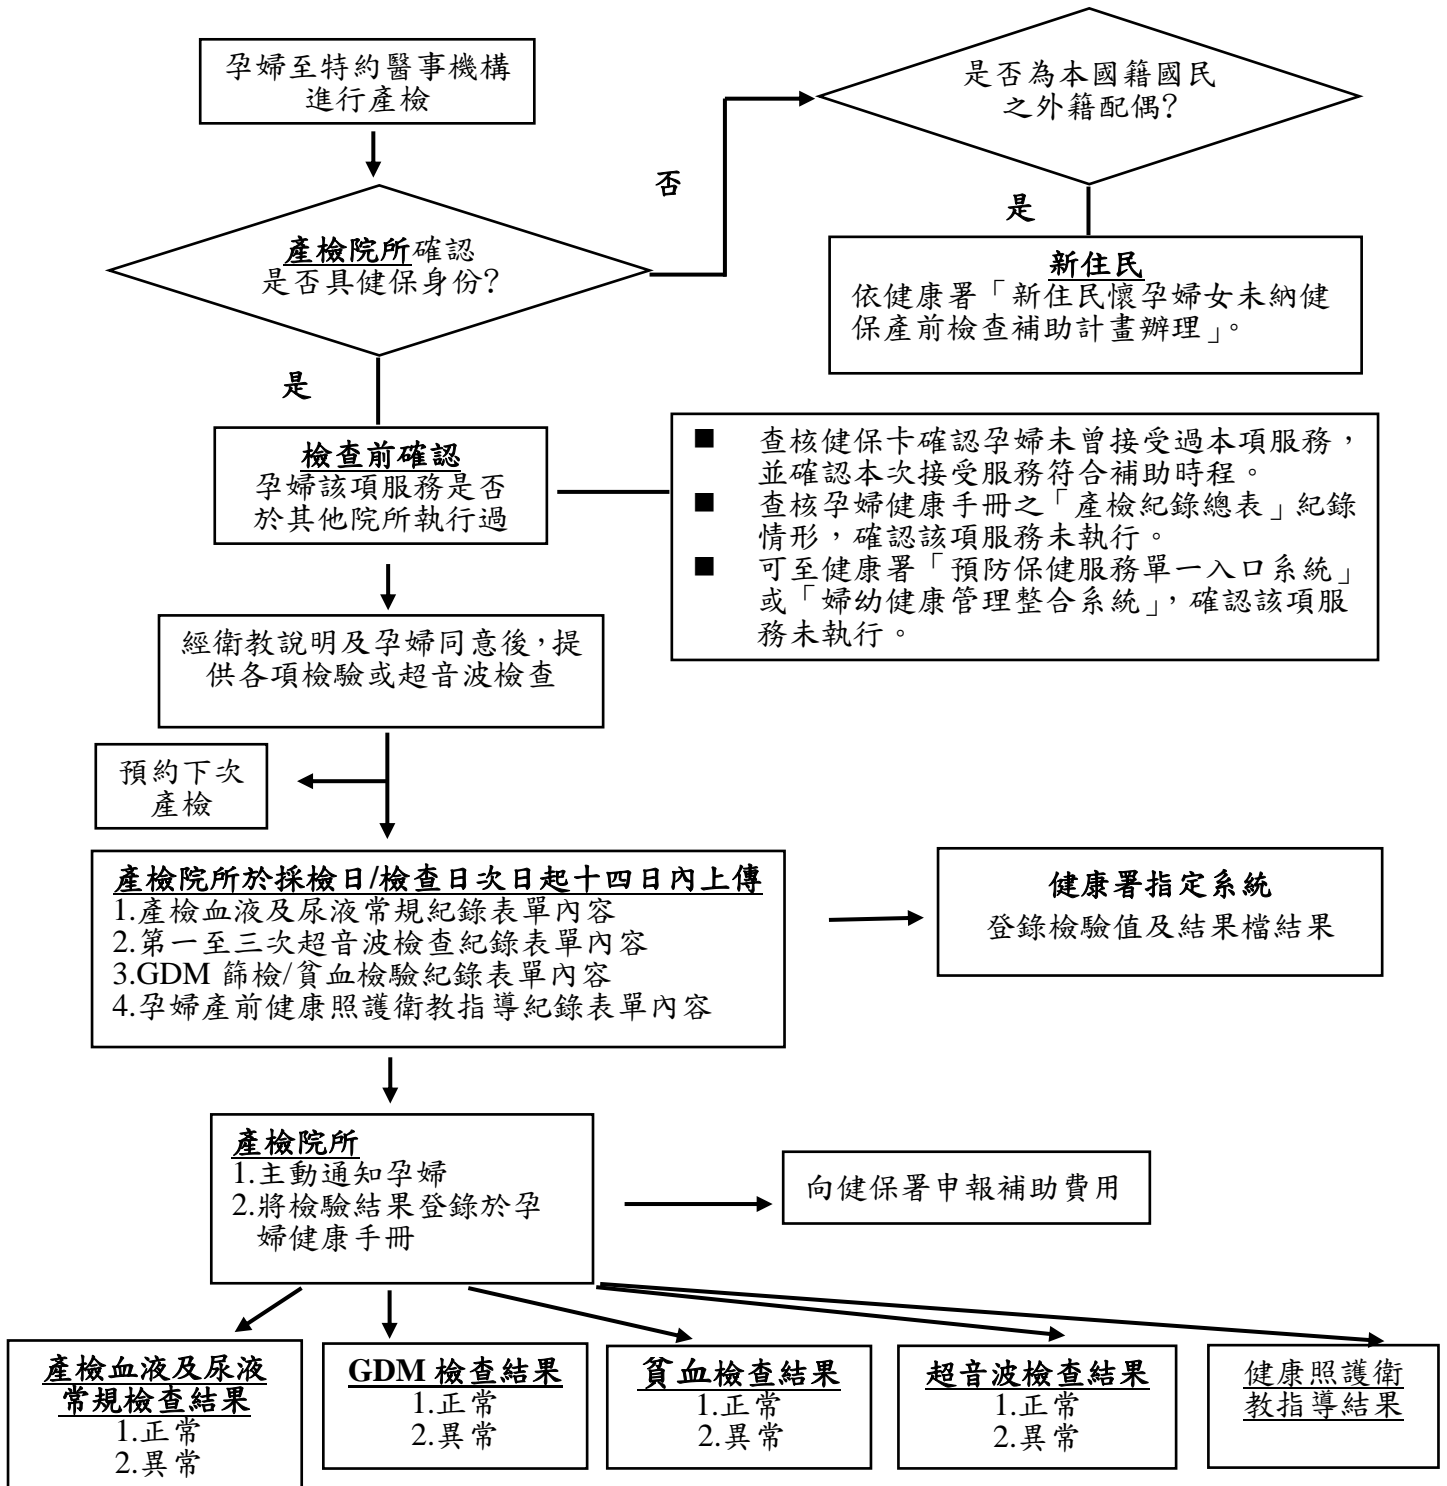 孕婦至特約醫事機構
進行產檢
是否為本國籍國民
之外籍配偶?
否
產檢院所確認
是否具健保身份?
是
新住民
依健康署「新住民懷孕婦女未納健
保產前檢查補助計畫辦理」。
是
檢查前確認
孕婦該項服務是否
於其他院所執行過
■ 查核健保卡確認孕婦未曾接受過本項服務，
並確認本次接受服務符合補助時程。
■ 查核孕婦健康手冊之「產檢紀錄總表」紀錄
情形，確認該項服務未執行。
■ 可至健康署「預防保健服務單一入口系統」
或「婦幼健康管理整合系統」，確認該項服
務未執行。
經衛教說明及孕婦同意後，提
供各項檢驗或超音波檢查
預約下次
產檢
產檢院所於採檢日/檢查日次日起十四日內上傳
1.產檢血液及尿液常規紀錄表單內容
2.第一至三次超音波檢查紀錄表單內容
3.GDM 篩檢/貧血檢驗紀錄表單內容
4.孕婦產前健康照護衛教指導紀錄表單內容
健康署指定系統
登錄檢驗值及結果檔結果
產檢院所
1.主動通知孕婦
2.將檢驗結果登錄於孕
婦健康手冊
向健保署申報補助費用
產檢血液及尿液
常規檢查結果
1.正常
2.異常
GDM 檢查結果
1.正常
2.異常
貧血檢查結果
1.正常
2.異常
超音波檢查結果
1.正常
2.異常
健康照護衛
教指導結果